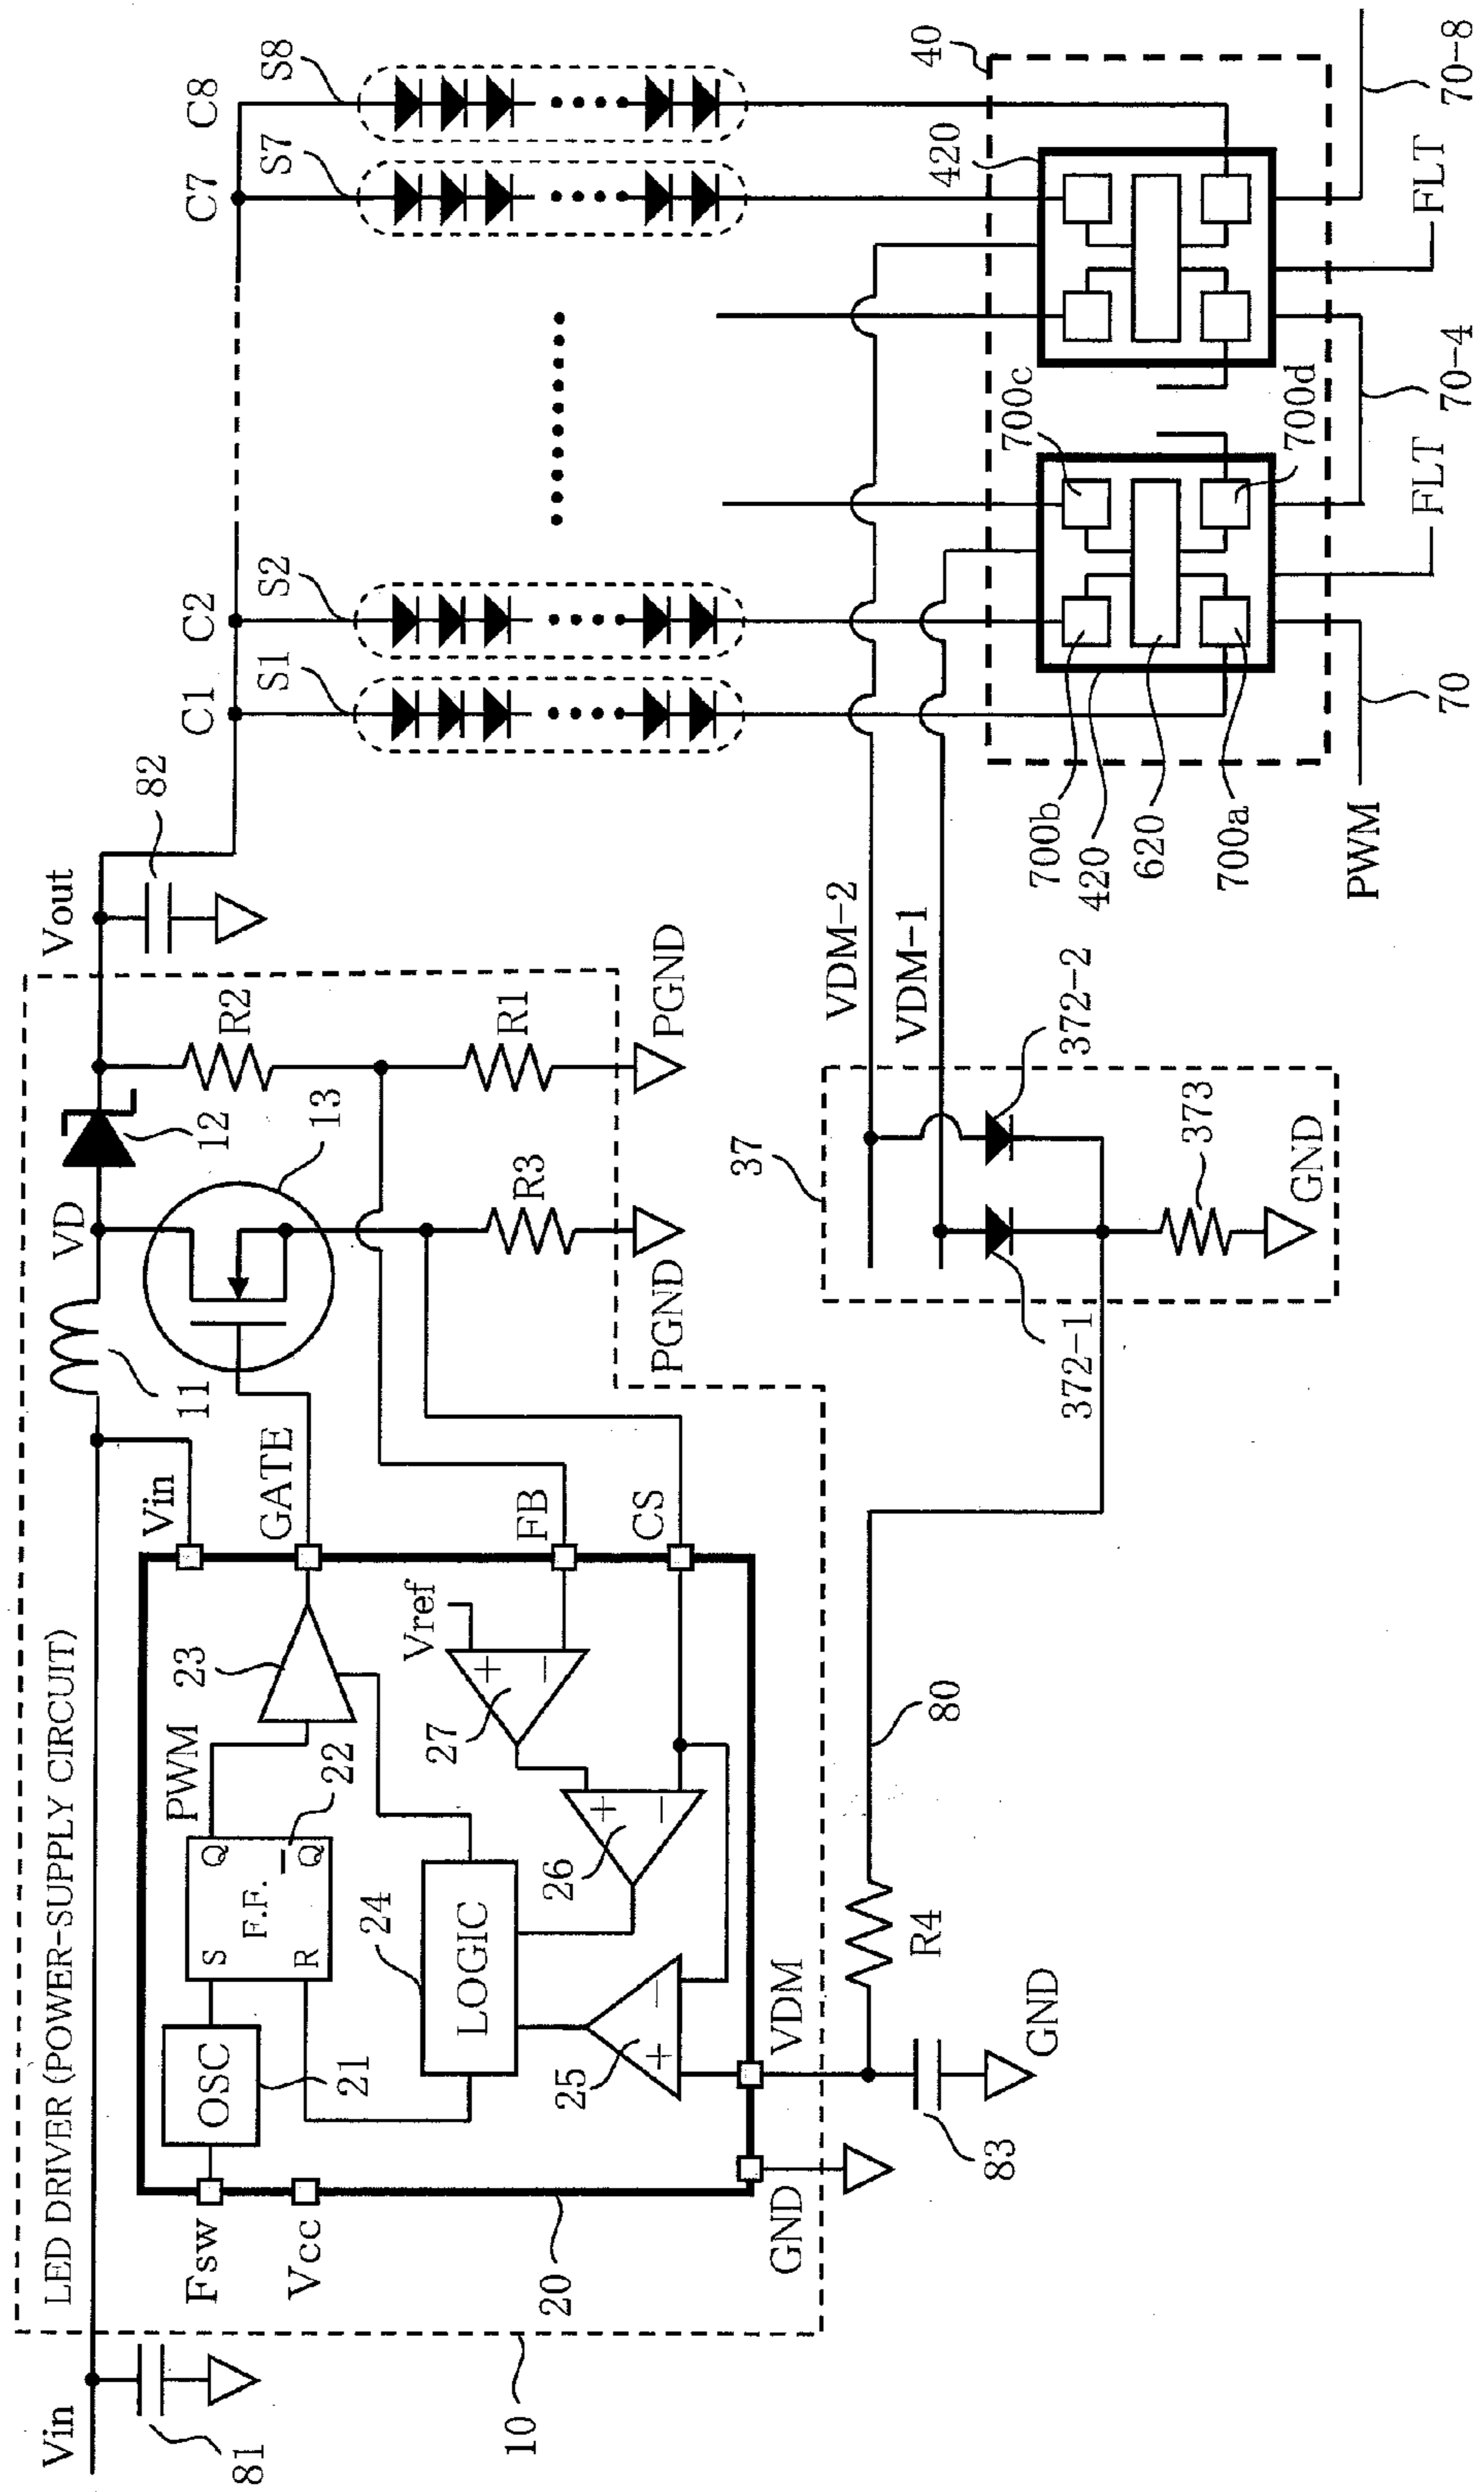 LED DRIVER (POWER-SUPPLY CIRCUIT)
Vin
81
10
Fsw
Vcc
20
GND
OSC
21
S
R
F.F.
Q
Q
22
PWM
23
24
LOGIC
25
+
−
26
+
−
27
+
−
Vref
Vin
GATE
FB
CS
VDM
83
GND
R4
80
11
VD
12
13
R3
PGND
R2
R1
PGND
Vout
82
37
372-1
372-2
373
GND
VDM-2
VDM-1
C1
C2
C7
C8
S1
S2
S7
S8
40
420
700b
420
620
700a
700c
700d
PWM
70
FLT
70-4
FLT
70-8